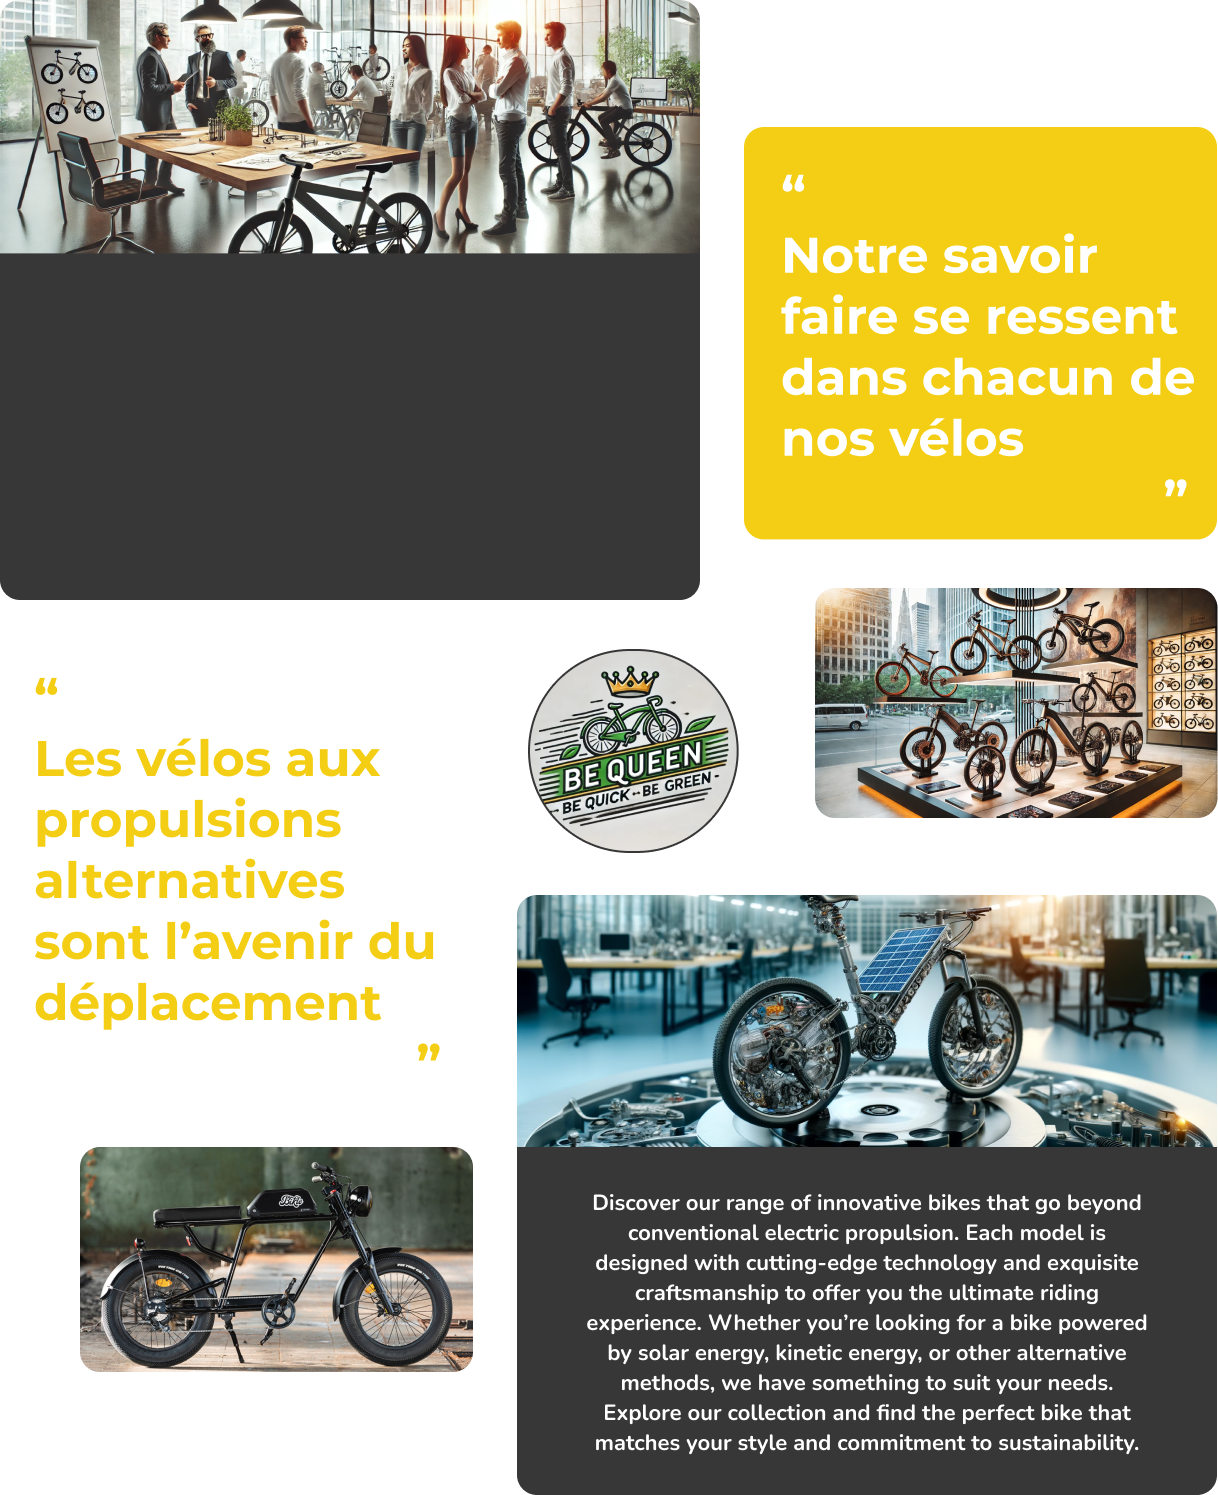 “
Notre savoir
faire se ressent
dans chacun de
nos vélos
”
“
Les vélos aux
propulsions
alternatives
sont l’avenir du
déplacement
”
BE QUEEN
- BE QUICK -- BE GREEN -
Discover our range of innovative bikes that go beyond
conventional electric propulsion. Each model is
designed with cutting-edge technology and exquisite
craftsmanship to offer you the ultimate riding
experience. Whether you’re looking for a bike powered
by solar energy, kinetic energy, or other alternative
methods, we have something to suit your needs.
Explore our collection and find the perfect bike that
matches your style and commitment to sustainability.